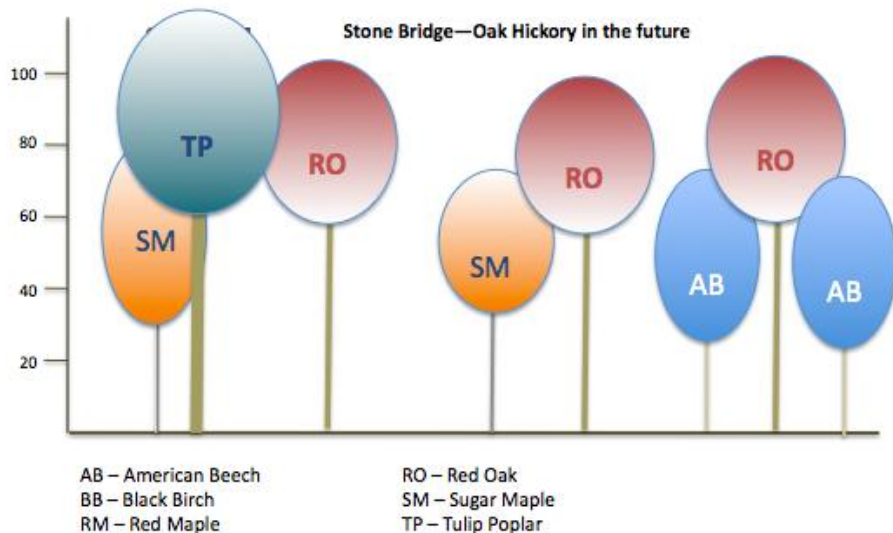 Stone Bridge—Oak Hickory in the future
100
80
60
40
20
TP
RO
SM
RO
SM
RO
AB
AB
AB – American Beech
BB – Black Birch
RM – Red Maple
RO – Red Oak
SM – Sugar Maple
TP – Tulip Poplar